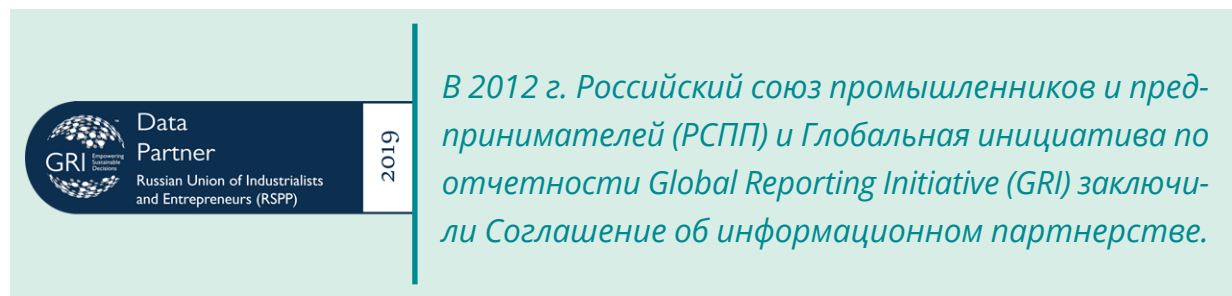 Data
Partner
GRI
Empowering
Sustainable
Decisions
Russian Union of Industrialists
and Entrepreneurs (RSPP)
2019
В 2012 г. Российский союз промышленников и пред-
принимателей (РСПП) и Глобальная инициатива по
отчетности Global Reporting Initiative (GRI) заключи-
ли Соглашение об информационном партнерстве.